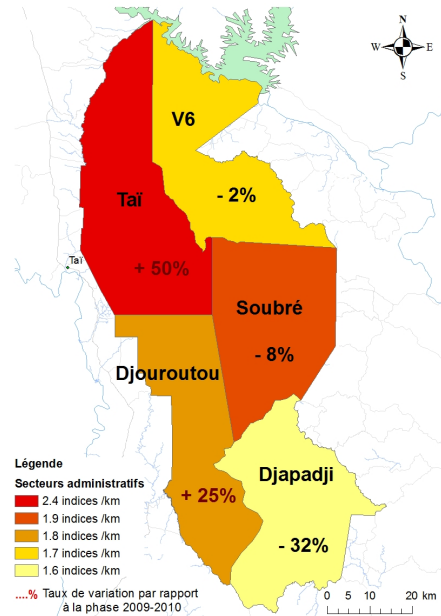 N
W
E
S
V6
Taï
- 2%
Taï
+ 50%
Soubré
- 8%
Djouroutou
Djapadji
+ 25%
- 32%
Légende
Secteurs administratifs
2.4 indices /km
1.9 indices /km
1.8 indices /km
1.7 indices /km
1.6 indices /km
....% Taux de variation par rapport
à la phase 2009-2010
0 5 10 20 km